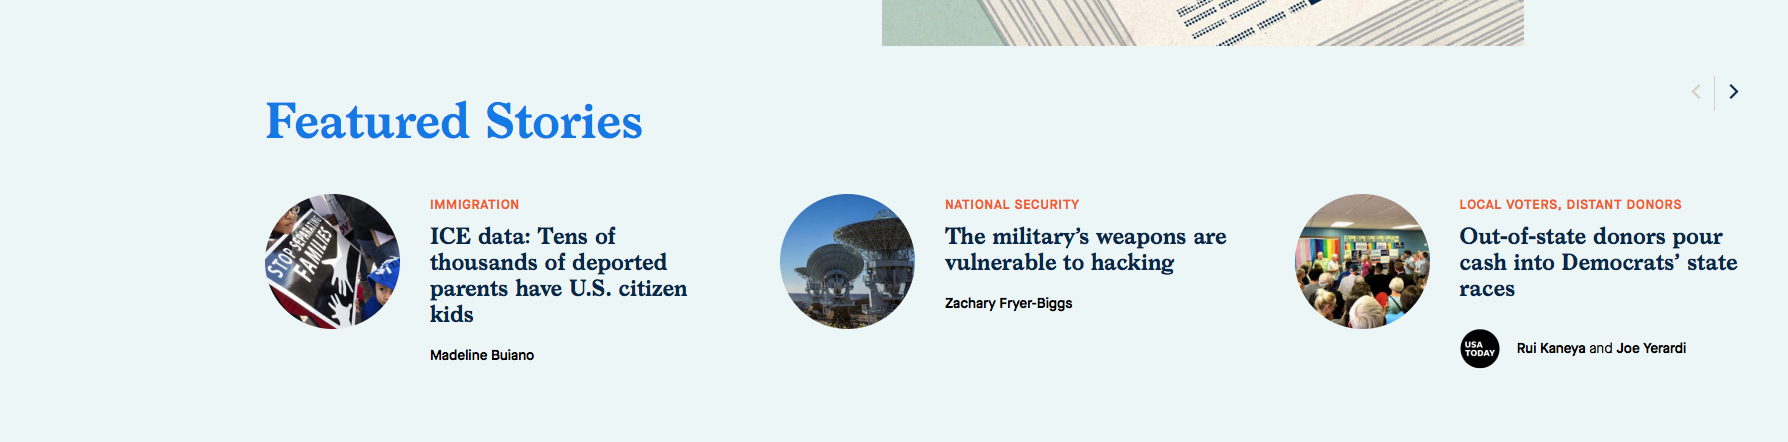 Featured Stories
STOP SEPARATING
FAMILIES
IMMIGRATION
ICE data: Tens of
thousands of deported
parents have U.S. citizen
kids
Madeline Buiano
NATIONAL SECURITY
The military’s weapons are
vulnerable to hacking
Zachary Fryer-Biggs
LOCAL VOTERS, DISTANT DONORS
Out-of-state donors pour
cash into Democrats’ state
races
USA
TODAY
Rui Kaneya and Joe Yerardi